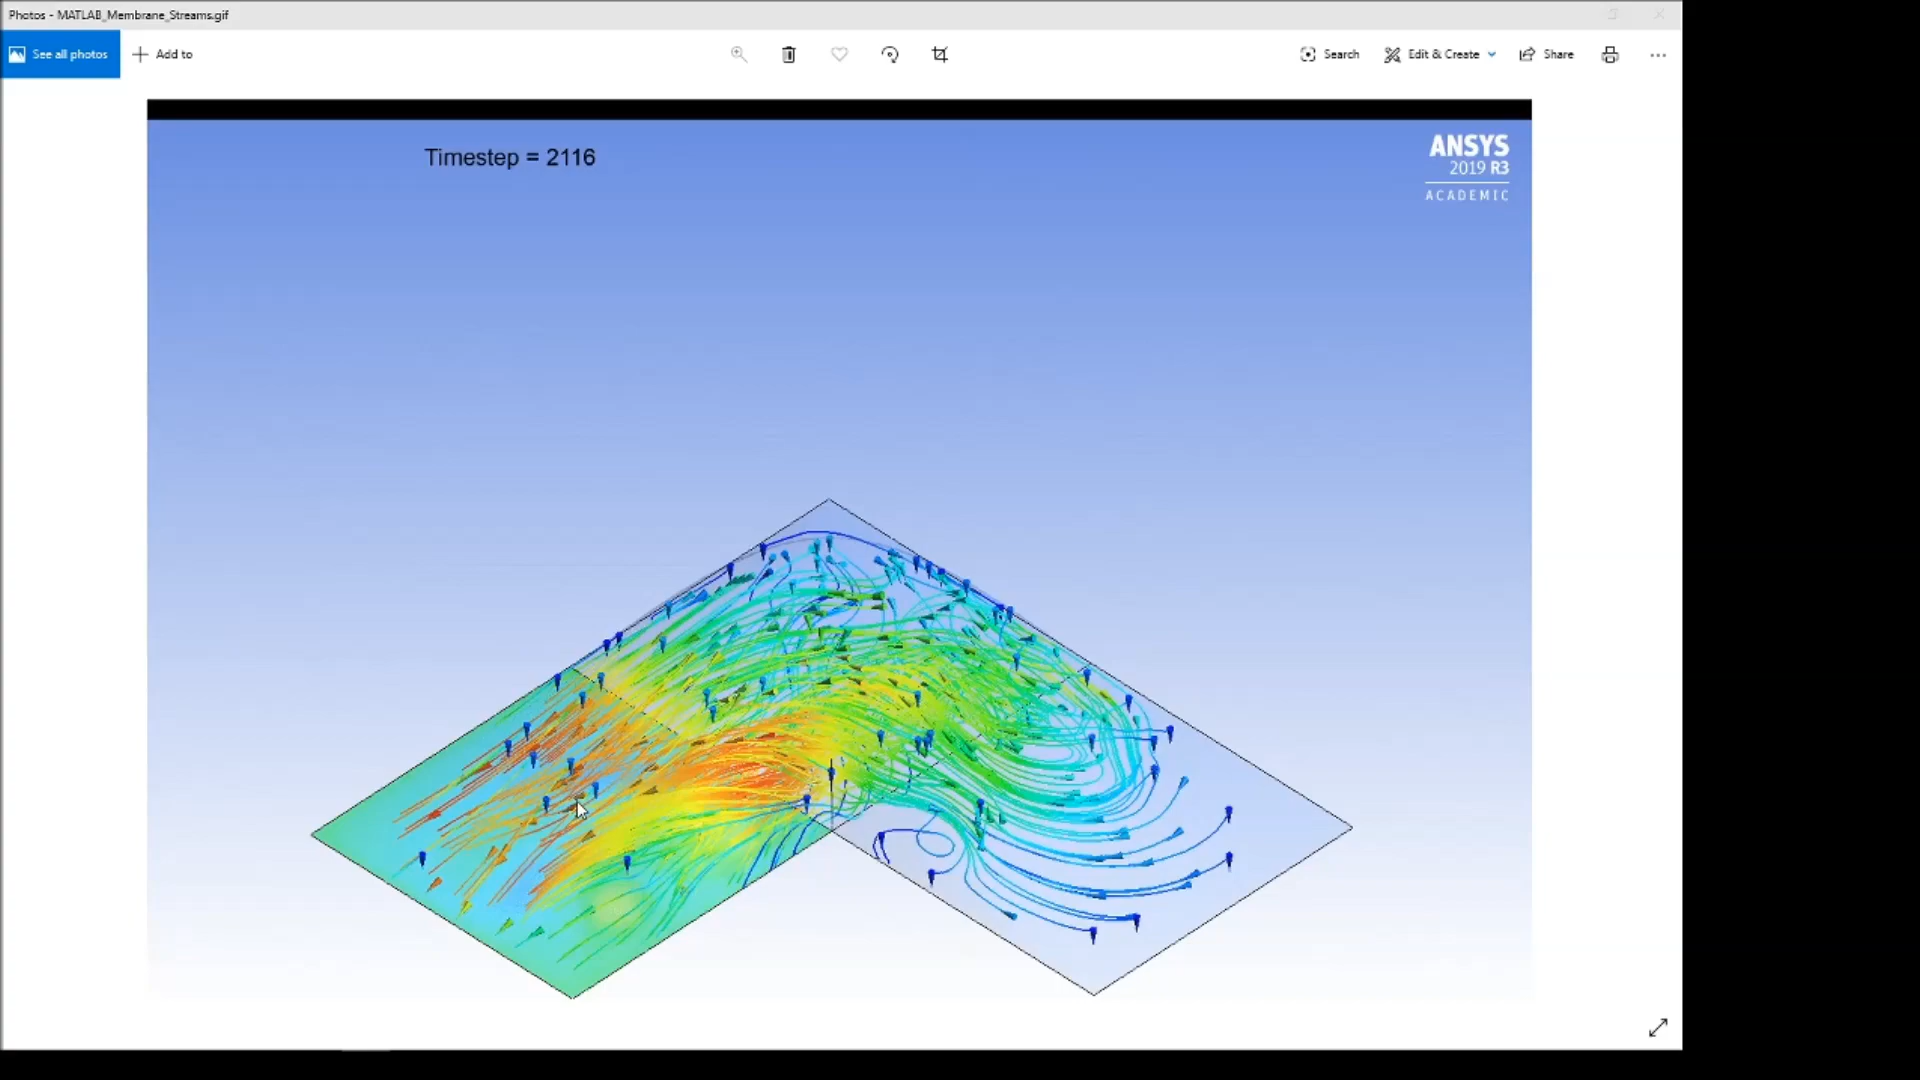 Photos - MATLAB_Membrane_Streams.gif
See all photos
Add to
Search
Edit & Create
Share
Timestep = 2116
ANSYS
2019 R3
ACADEMIC